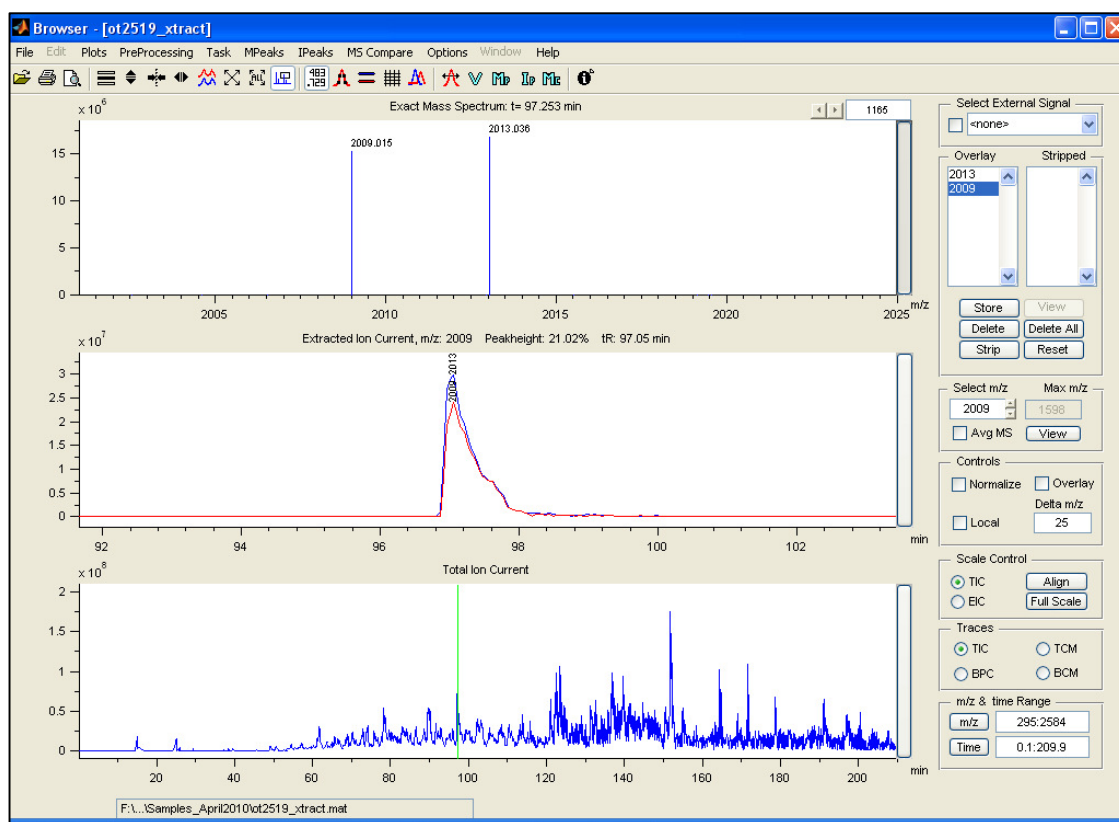 Browser - [ot2519_xtract]
File Edit Plots PreProcessing Task MPeaks IPeaks MS Compare Options Window Help
Exact Mass Spectrum: t= 97.253 min
1165
x 10^6
15
10
5
0
2009.015
2013.036
2005 2010 2015 2020 2025
m/z
Extracted Ion Current, m/z: 2009 Peakheight: 21.02% tR: 97.05 min
x 10^7
3
2.5
2
1.5
1
0.5
0
2013
2009
92 94 96 98 100 102
min
Total Ion Current
x 10^8
2
1.5
1
0.5
0
20 40 60 80 100 120 140 160 180 200
min
F:\...\Samples_April2010\ot2519_xtract.mat
Select External Signal
<none>
Overlay Stripped
2013
2009
Store View
Delete Delete All
Strip Reset
Select m/z Max m/z
2009 1598
Avg MS View
Controls
Normalize Overlay
Delta m/z
Local 25
Scale Control
TIC Align
EIC Full Scale
Traces
TIC TCM
BPC BCM
m/z & time Range
m/z 295:2584
Time 0.1:209.9